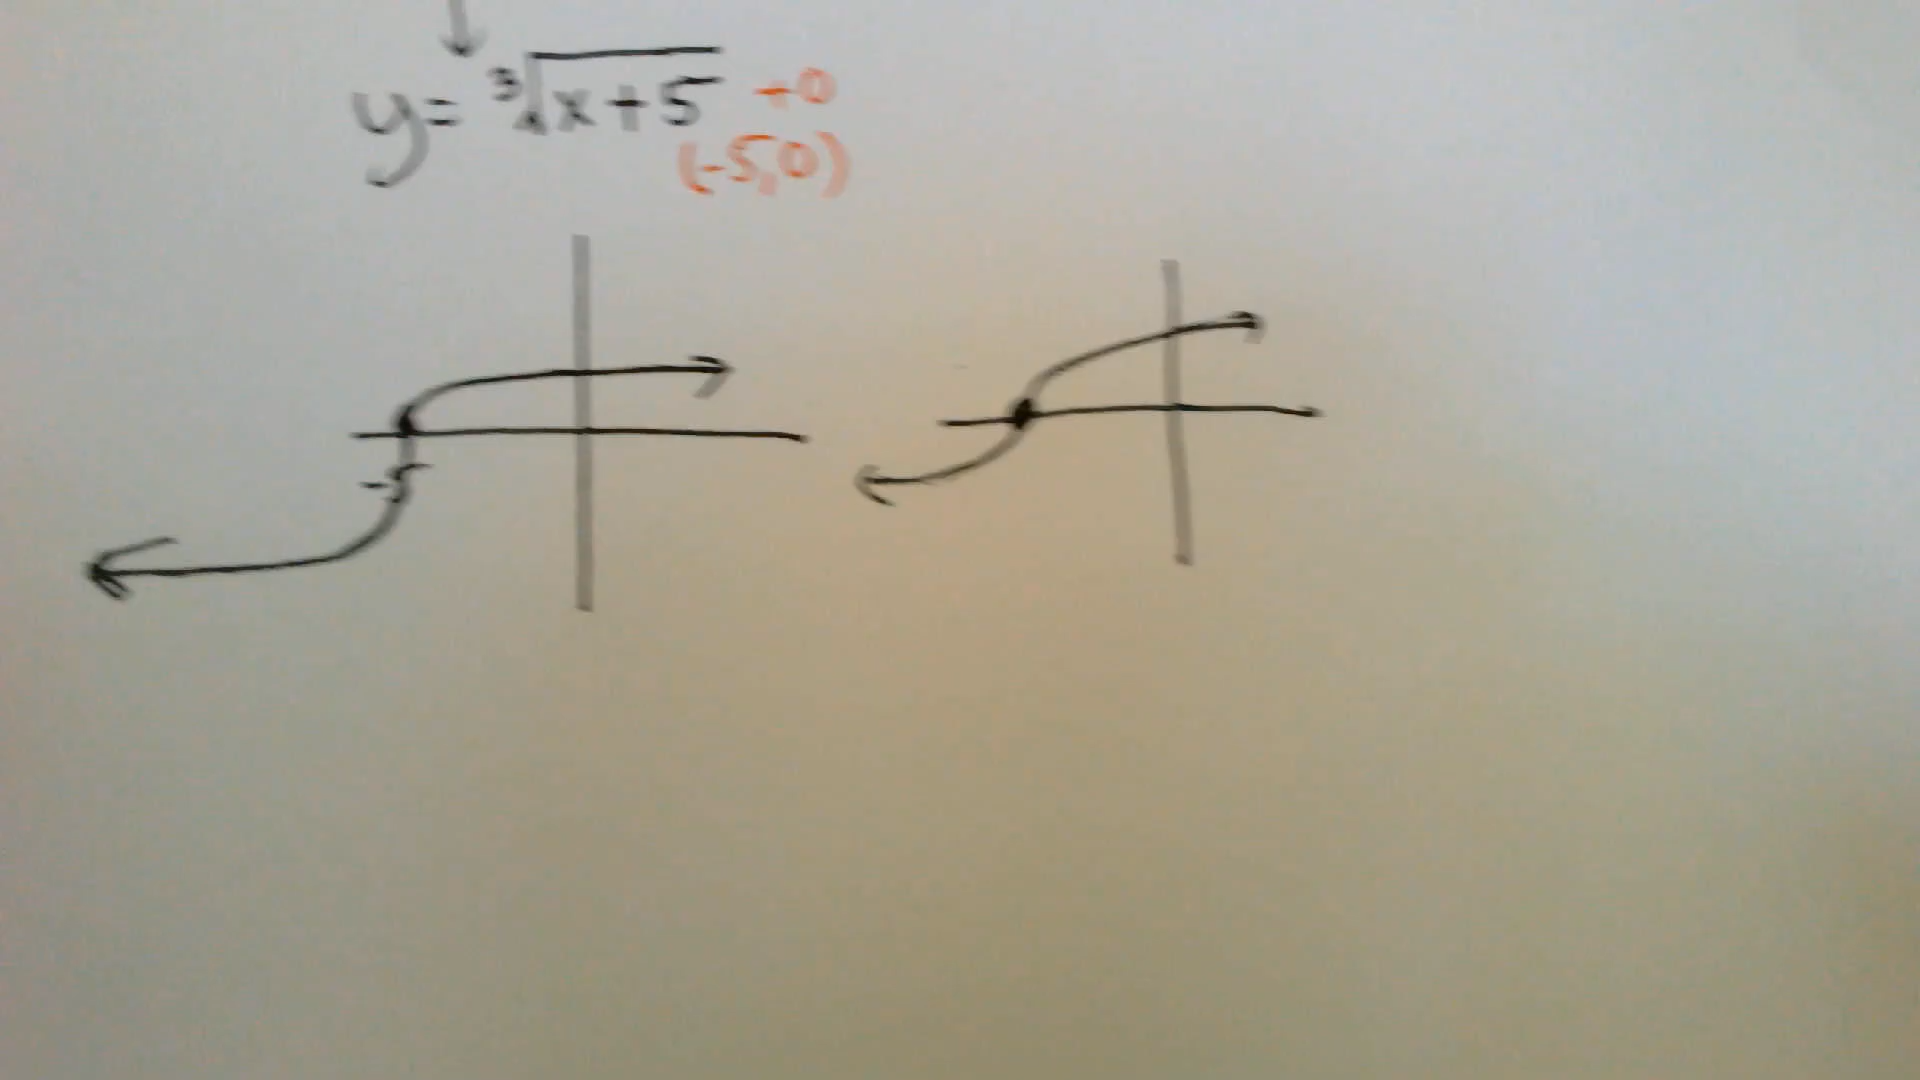 y = ∛x+5 +0
(-5,0)
-5